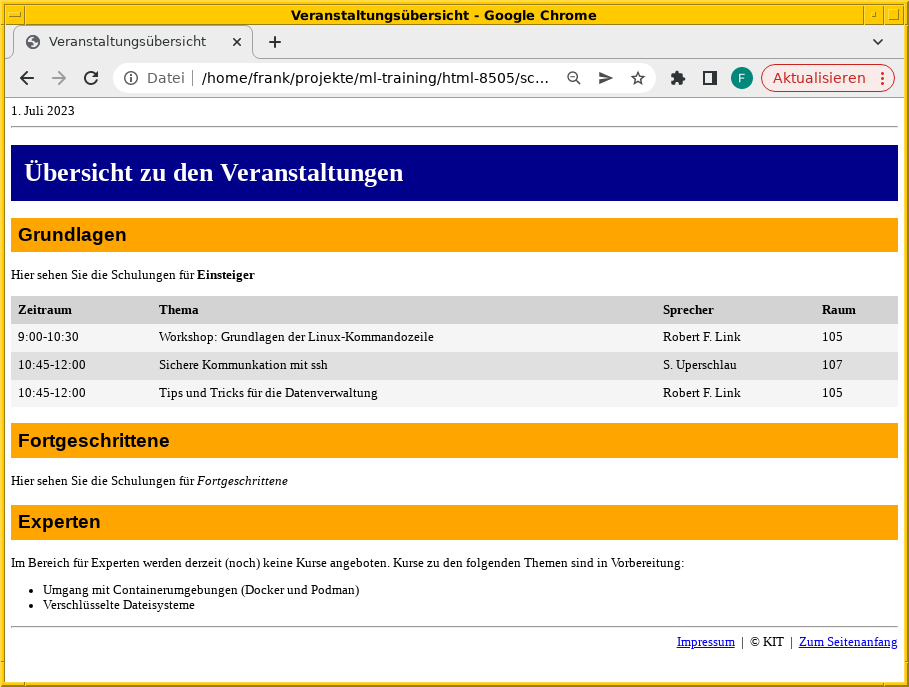 Veranstaltungsübersicht - Google Chrome
Veranstaltungsübersicht
Datei | /home/frank/projekte/ml-training/html-8505/sc... Aktualisieren
F
1. Juli 2023
Übersicht zu den Veranstaltungen
Grundlagen
Hier sehen Sie die Schulungen für Einsteiger
Zeitraum Thema Sprecher Raum
9:00-10:30 Workshop: Grundlagen der Linux-Kommandozeile Robert F. Link 105
10:45-12:00 Sichere Kommunkation mit ssh S. Uperschlau 107
10:45-12:00 Tips und Tricks für die Datenverwaltung Robert F. Link 105
Fortgeschrittene
Hier sehen Sie die Schulungen für Fortgeschrittene
Experten
Im Bereich für Experten werden derzeit (noch) keine Kurse angeboten. Kurse zu den folgenden Themen sind in Vorbereitung:
• Umgang mit Containerumgebungen (Docker und Podman)
• Verschlüsselte Dateisysteme
Impressum | © KIT | Zum Seitenanfang